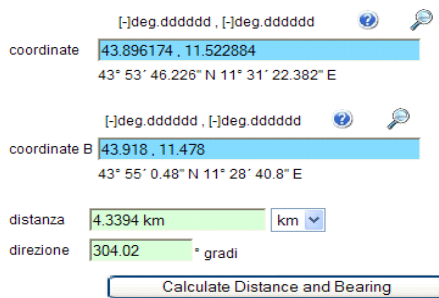 [-]deg.dddddd , [-]deg.dddddd
coordinate 43.896174 , 11.522884
43° 53´ 46.226" N 11° 31´ 22.382" E
[-]deg.dddddd , [-]deg.dddddd
coordinate B 43.918 , 11.478
43° 55´ 0.48" N 11° 28´ 40.8" E
distanza 4.3394 km km
direzione 304.02 ° gradi
Calculate Distance and Bearing